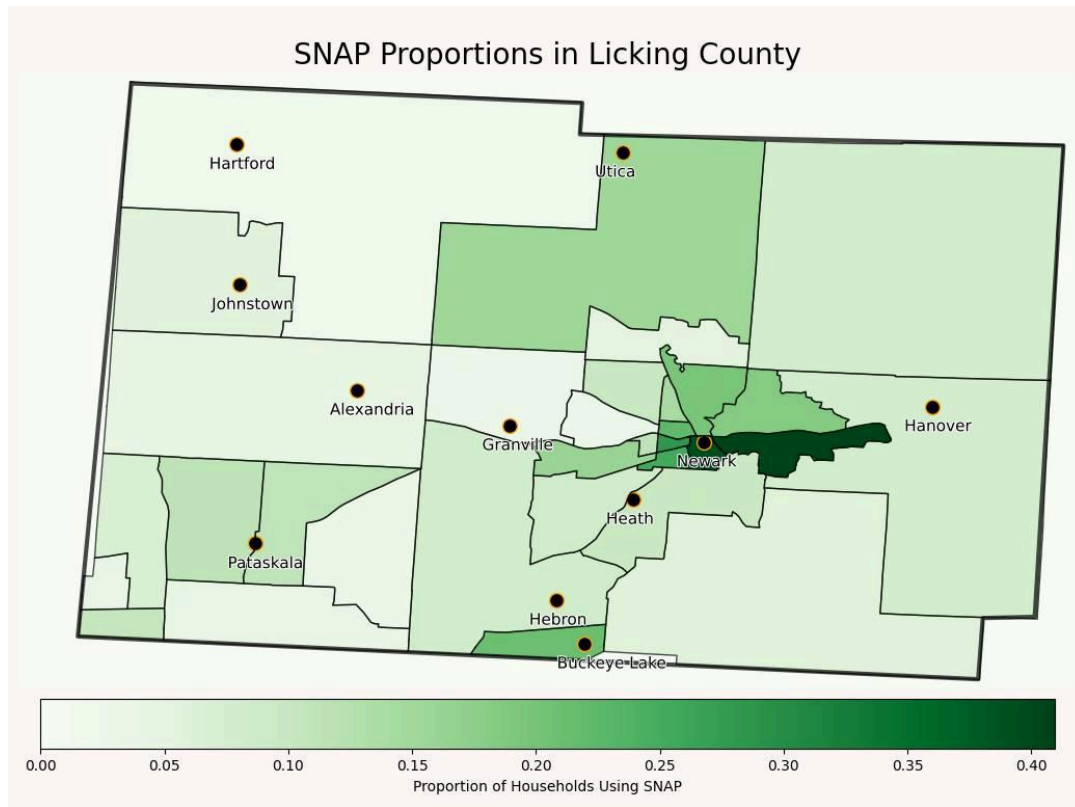 SNAP Proportions in Licking County
Hartford
Utica
Johnstown
Alexandria
Hanover
Granville
Newark
Heath
Pataskala
Hebron
Buckeye Lake
0.00 0.05 0.10 0.15 0.20 0.25 0.30 0.35 0.40
Proportion of Households Using SNAP